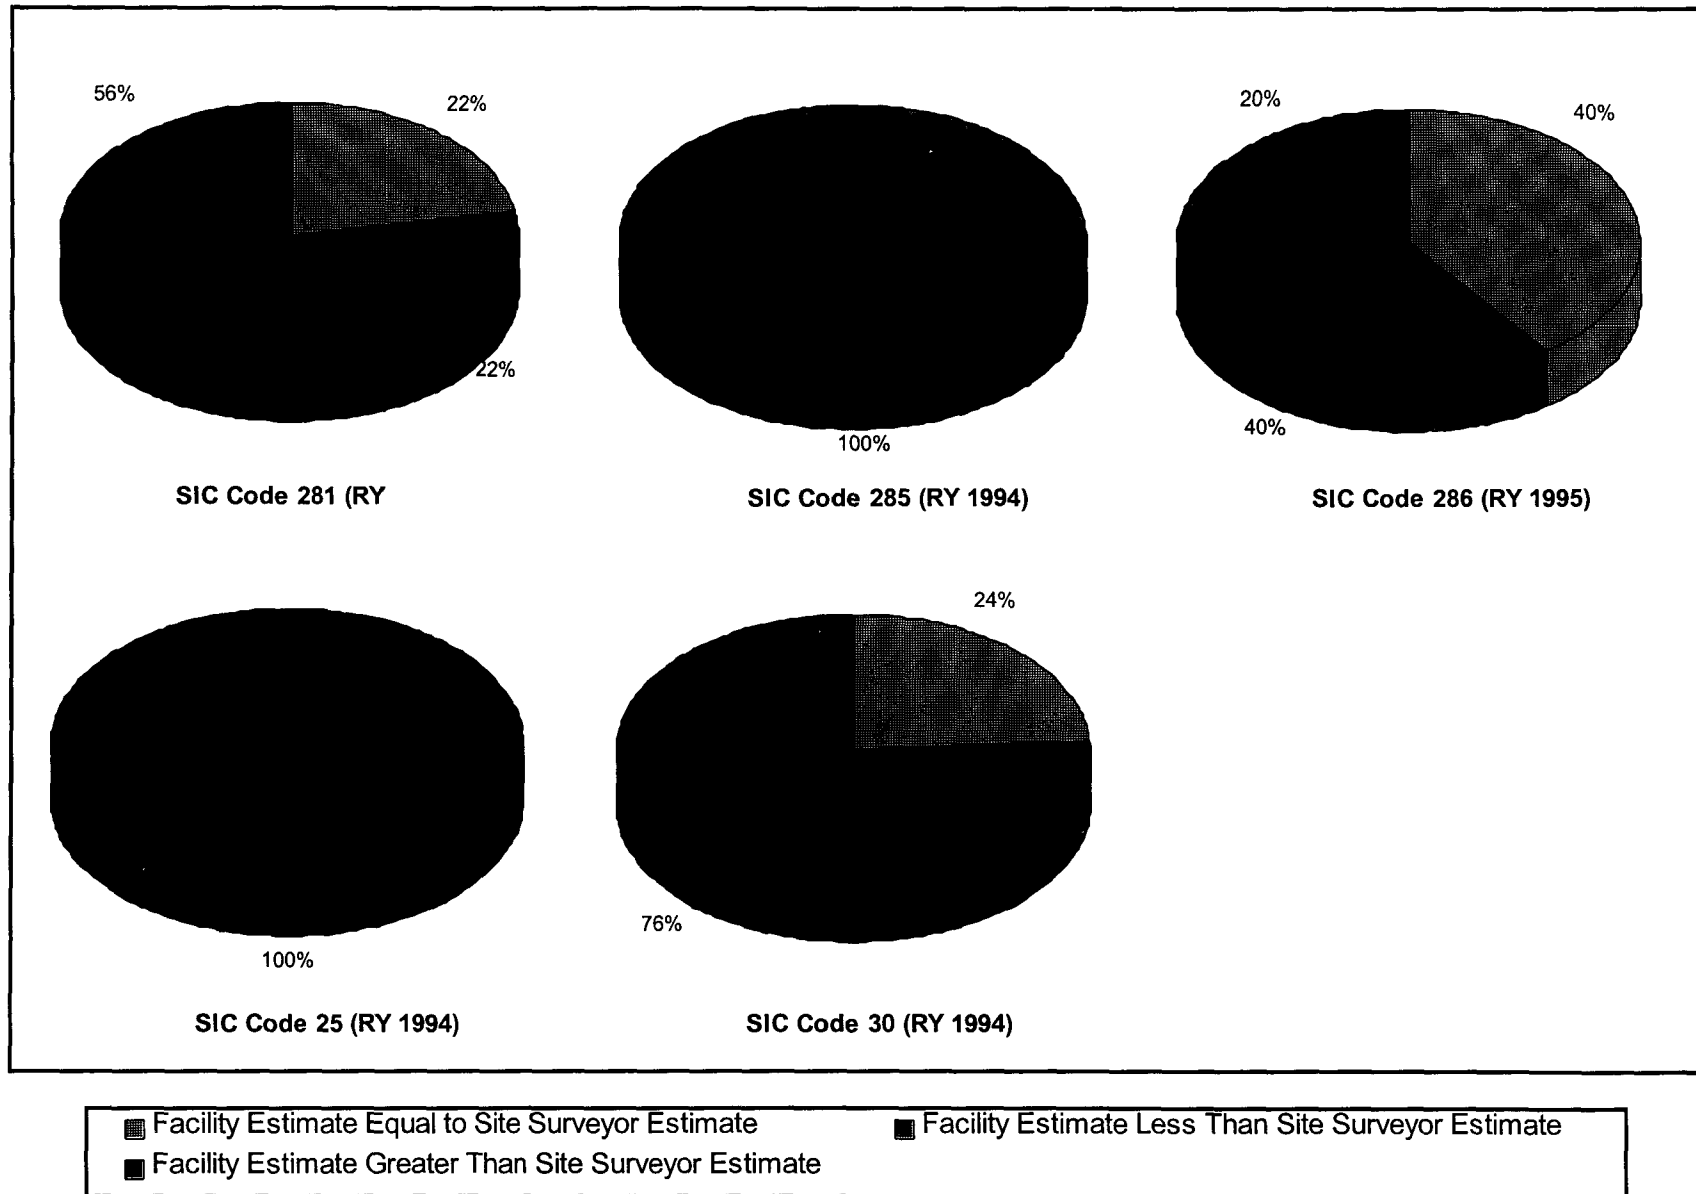 56%
22%
22%
SIC Code 281 (RY
100%
SIC Code 285 (RY 1994)
20%
40%
40%
SIC Code 286 (RY 1995)
100%
SIC Code 25 (RY 1994)
24%
76%
SIC Code 30 (RY 1994)
Facility Estimate Equal to Site Surveyor Estimate
Facility Estimate Less Than Site Surveyor Estimate
Facility Estimate Greater Than Site Surveyor Estimate